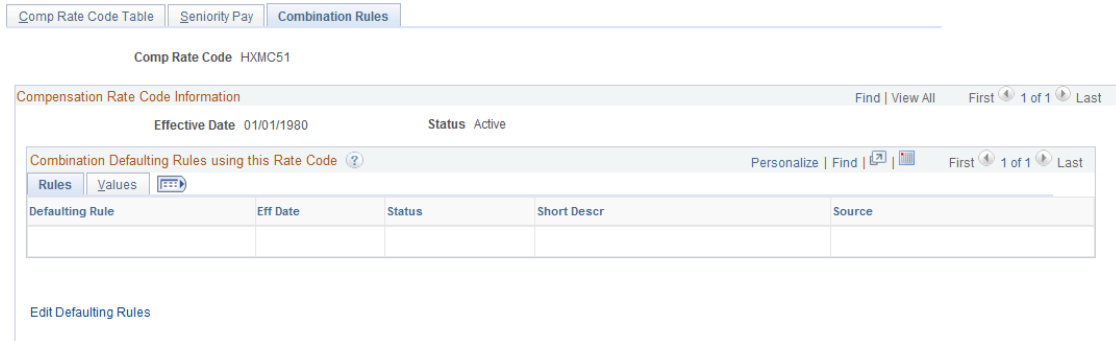 Comp Rate Code Table Seniority Pay Combination Rules
Comp Rate Code HXMC51
Compensation Rate Code Information Find | View All First 1 of 1 Last
Effective Date 01/01/1980 Status Active
Combination Defaulting Rules using this Rate Code ? Personalize | Find | | First 1 of 1 Last
Rules Values
Defaulting Rule Eff Date Status Short Descr Source
Edit Defaulting Rules